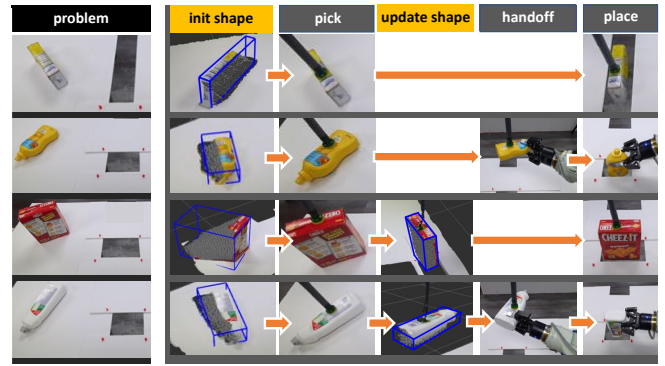 problem
init shape
pick
update shape
handoff
place
CHEEZ-IT